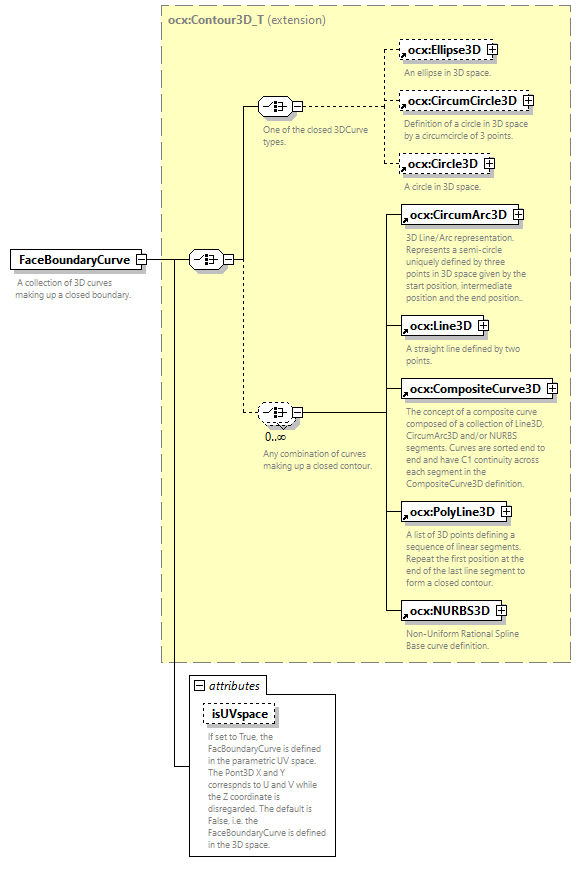 ocx:Contour3D_T (extension)
ocx:Ellipse3D
An ellipse in 3D space.
ocx:CircumCircle3D
Definition of a circle in 3D space
by a circumcircle of 3 points.
One of the closed 3DCurve
types.
ocx:Circle3D
A circle in 3D space.
ocx:CircumArc3D
3D Line/Arc representation.
Represents a semi-circle
uniquely defined by three
points in 3D space given by the
start position, intermediate
position and the end position..
FaceBoundaryCurve
A collection of 3D curves
making up a closed boundary.
ocx:Line3D
A straight line defined by two
points.
ocx:CompositeCurve3D
The concept of a composite curve
composed of a collection of Line3D,
CircumArc3D and/or NURBS
segments. Curves are sorted end to
end and have C1 continuity across
each segment in the
CompositeCurve3D definition.
0..∞
Any combination of curves
making up a closed contour.
ocx:PolyLine3D
A list of 3D points defining a
sequence of linear segments.
Repeat the first position at the
end of the last line segment to
form a closed contour.
ocx:NURBS3D
Non-Uniform Rational Spline
Base curve definition.
attributes
isUVspace
If set to True, the
FacBoundaryCurve is defined
in the parametric UV space.
The Pont3D X and Y
correspnds to U and V while
the Z coordinate is
disregarded. The default is
False, i.e. the
FaceBoundaryCurve is defined
in the 3D space.